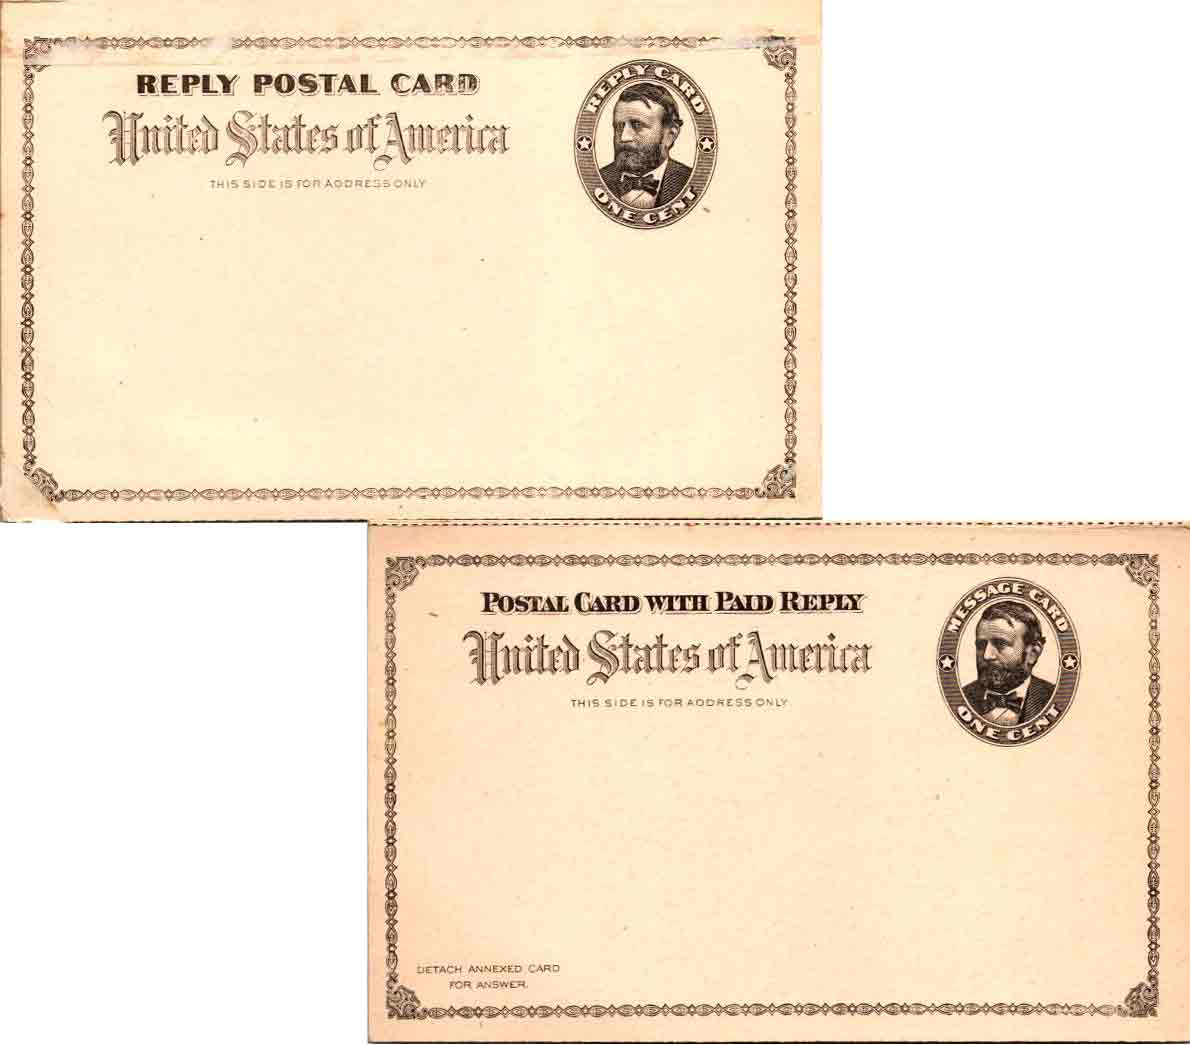 REPLY POSTAL CARD
United States of America
THIS SIDE IS FOR ADDRESS ONLY
REPLY CARD
ONE CENT
POSTAL CARD WITH PAID REPLY
United States of America
THIS SIDE IS FOR ADDRESS ONLY
MESSAGE CARD
ONE CENT
DETACH ANNEXED CARD
FOR ANSWER.